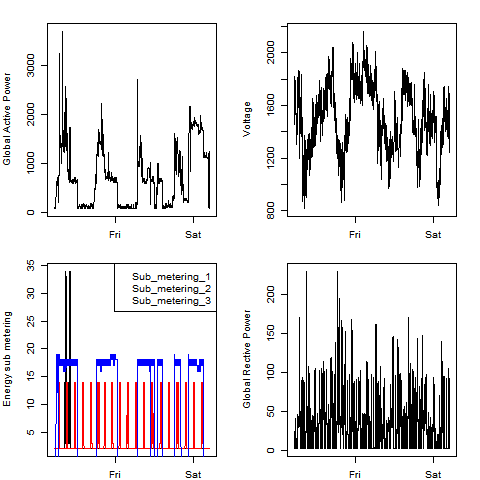 Global Active Power
3000
2000
1000
0
Fri
Sat
Voltage
2000
1600
1200
800
Fri
Sat
Energy sub metering
35
30
25
20
15
10
5
Sub_metering_1
Sub_metering_2
Sub_metering_3
Fri
Sat
Global Rective Power
200
150
100
50
0
Fri
Sat